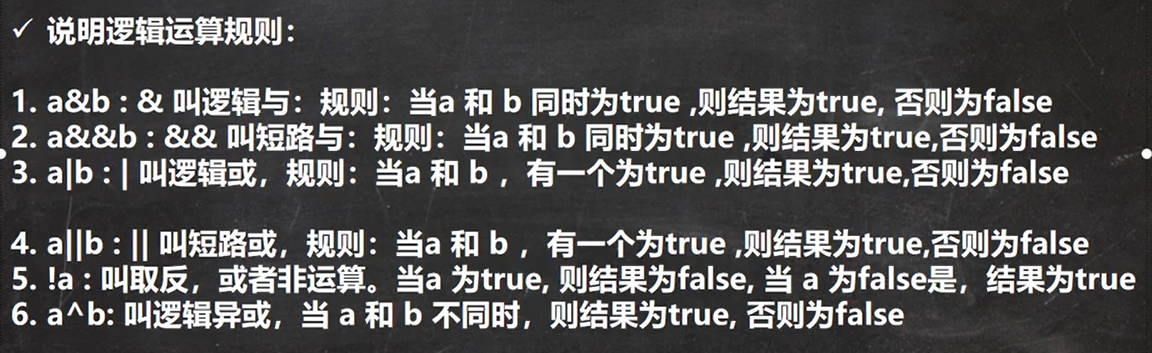 ✓ 说明逻辑运算规则：
1. a&b : & 叫逻辑与：规则：当a 和 b 同时为true ,则结果为true, 否则为false
2. a&&b : && 叫短路与：规则：当a 和 b 同时为true ,则结果为true,否则为false
3. a|b : | 叫逻辑或，规则：当a 和 b ，有一个为true ,则结果为true,否则为false
4. a||b : || 叫短路或，规则：当a 和 b ，有一个为true ,则结果为true,否则为false
5. !a : 叫取反，或者非运算。当a 为true, 则结果为false, 当 a 为false是，结果为true
6. a^b: 叫逻辑异或，当 a 和 b 不同时，则结果为true, 否则为false